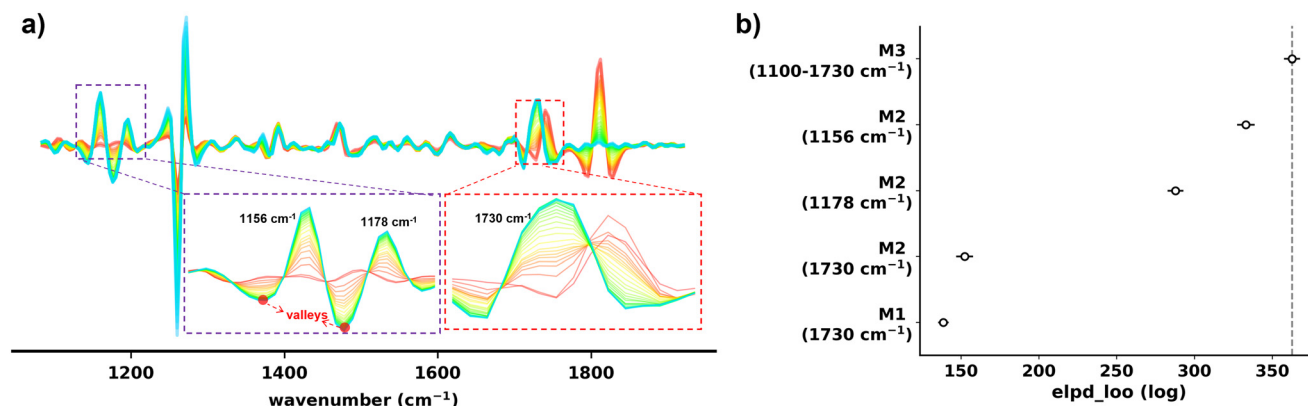 a)
1156 cm⁻¹
1178 cm⁻¹
1730 cm⁻¹
valleys
1200
1400
1600
1800
wavenumber (cm⁻¹)
b)
M3
(1100-1730 cm⁻¹)
M2
(1156 cm⁻¹)
M2
(1178 cm⁻¹)
M2
(1730 cm⁻¹)
M1
(1730 cm⁻¹)
150
200
250
300
350
elpd_loo (log)